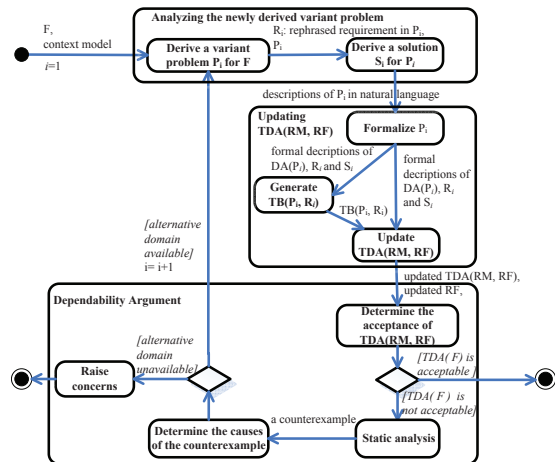 Analyzing the newly derived variant problem
F,
context model
i=1
Derive a variant
problem Pi for F
Ri: rephrased requirement in Pi,
Pi
Derive a solution
Si for Pi
descriptions of Pi in natural language
Updating
TDA(RM, RF)
Formalize Pi
formal decriptions of
DA(Pi), Ri and Si
formal
decriptions of
DA(Pi), Ri
and Si
Generate
TB(Pi, Ri)
TB(Pi, Ri)
Update
TDA(RM, RF)
[alternative
domain
available]
i= i+1
updated TDA(RM, RF),
updated RF,
Dependability Argument
Determine the
acceptance of
TDA(RM, RF)
[alternative
domain
unavailable]
Raise
concerns
[TDA( F) is
acceptable ]
[TDA( F ) is
not acceptable]
a counterexample
Determine the causes
of the counterexample
Static analysis